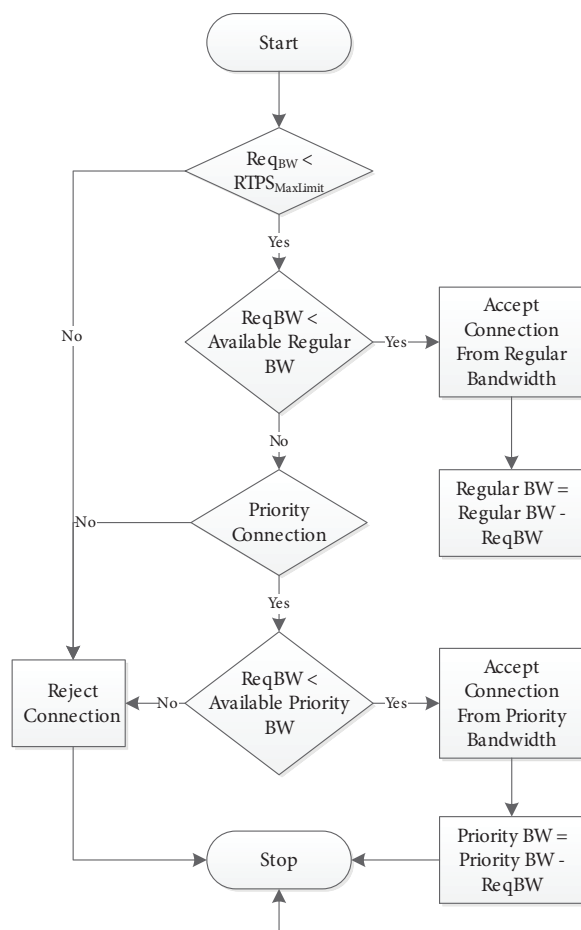 Start
Req_BW <
RTPS_MaxLimit
Yes
No
ReqBW <
Available Regular
BW
Yes
Accept
Connection
From Regular
Bandwidth
No
Regular BW =
Regular BW -
ReqBW
Priority
Connection
No
Yes
ReqBW <
Available Priority
BW
No
Yes
Reject
Connection
Accept
Connection
From Priority
Bandwidth
Priority BW =
Priority BW -
ReqBW
Stop